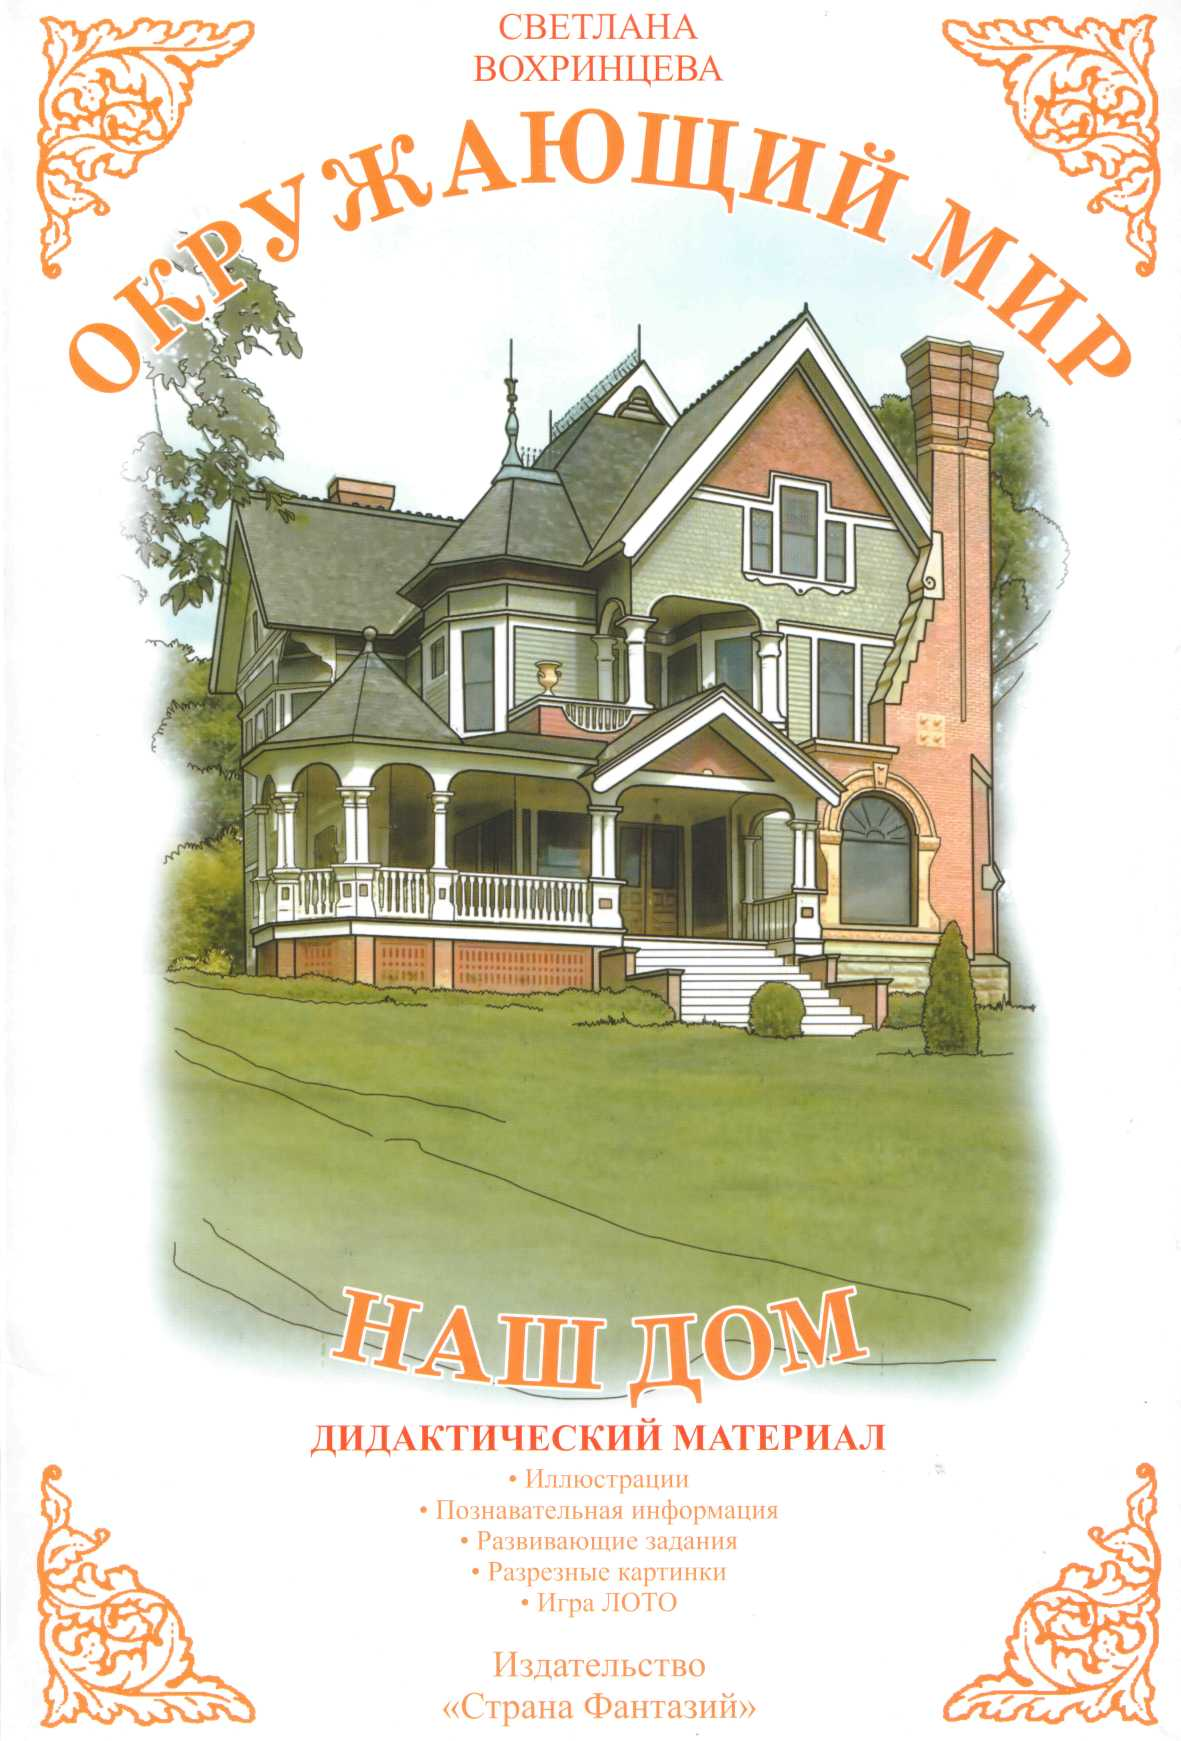 СВЕТЛАНА
ВОХРИНЦЕВА
ОКРУЖАЮЩИЙ МИР
НАШ ДОМ
ДИДАКТИЧЕСКИЙ МАТЕРИАЛ
• Иллюстрации
• Познавательная информация
• Развивающие задания
• Разрезные картинки
• Игра ЛОТО
Издательство
«Страна Фантазий»